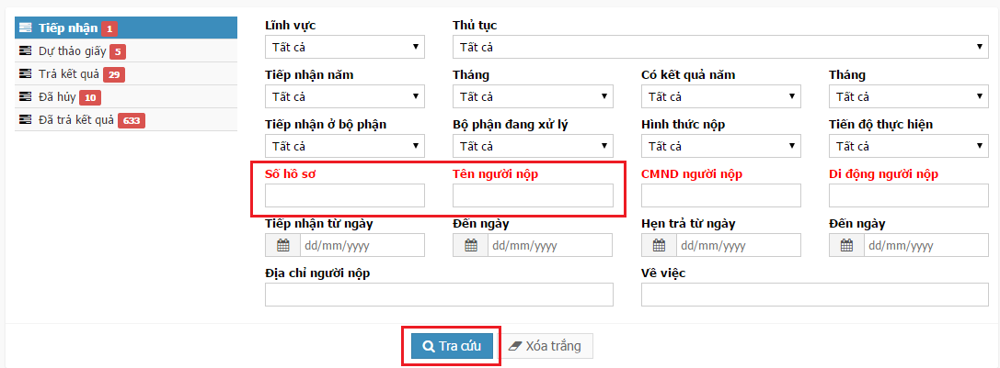 Tiếp nhận 1
Dự thảo giấy 5
Trả kết quả 29
Đã hủy 10
Đã trả kết quả 633
Lĩnh vực Thủ tục
Tất cả Tất cả
Tiếp nhận năm Tháng Có kết quả năm Tháng
Tất cả Tất cả Tất cả Tất cả
Tiếp nhận ở bộ phận Bộ phận đang xử lý Hình thức nộp Tiến độ thực hiện
Tất cả Tất cả Tất cả Tất cả
Số hồ sơ Tên người nộp CMND người nộp Di động người nộp
Tiếp nhận từ ngày Đến ngày Hẹn trả từ ngày Đến ngày
dd/mm/yyyy dd/mm/yyyy dd/mm/yyyy dd/mm/yyyy
Địa chỉ người nộp Về việc
Tra cứu Xóa trắng